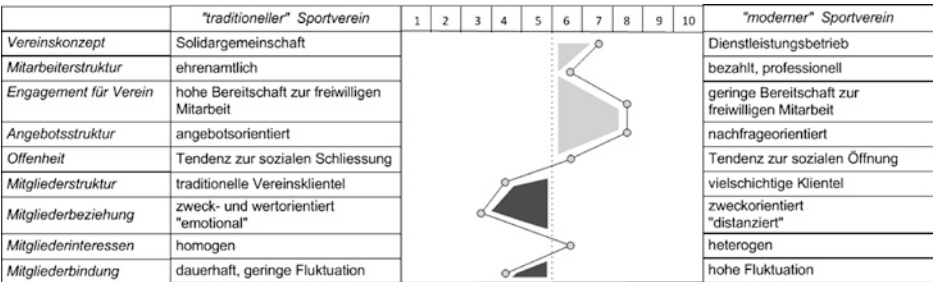 "traditioneller" Sportverein 1 2 3 4 5 6 7 8 9 10 "moderner" Sportverein
Vereinskonzept Solidargemeinschaft Dienstleistungsbetrieb
Mitarbeiterstruktur ehrenamtlich bezahlt, professionell
Engagement für Verein hohe Bereitschaft zur freiwilligen geringe Bereitschaft zur
Mitarbeit freiwilligen Mitarbeit
Angebotsstruktur angebotsorientiert nachfrageorientiert
Offenheit Tendenz zur sozialen Schliessung Tendenz zur sozialen Öffnung
Mitgliederstruktur traditionelle Vereinsklientel vielschichtige Klientel
Mitgliederbeziehung zweck- und wertorientiert zweckorientiert
"emotional" "distanziert"
Mitgliederinteressen homogen heterogen
Mitgliederbindung dauerhaft, geringe Fluktuation hohe Fluktuation